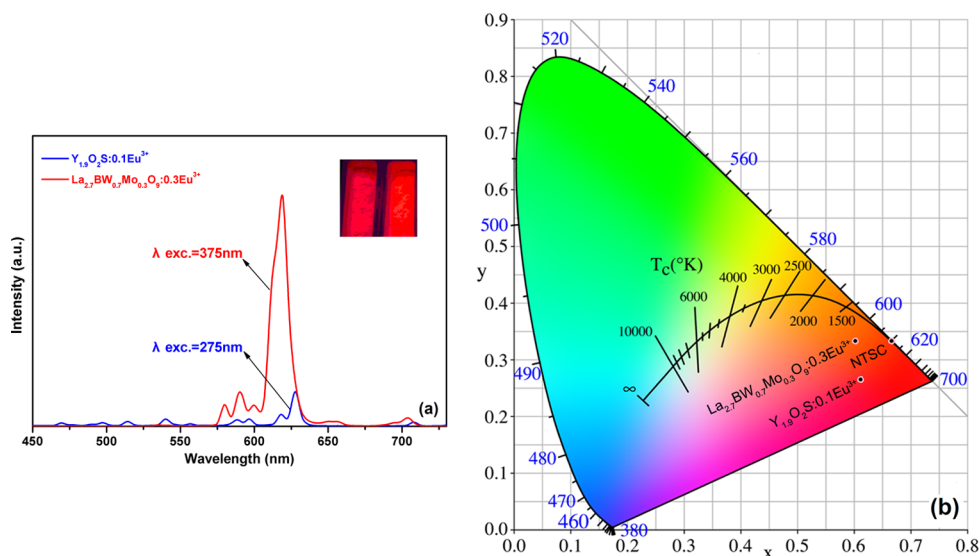 Y₁.₉O₂S:0.1Eu³⁺
La₂.₇BW₀.₇Mo₀.₃O₉:0.3Eu³⁺
λ exc.=375nm
λ exc.=275nm
(a)
Intensity (a.u.)
450 500 550 600 650 700
Wavelength (nm)
0.9
0.8
0.7
0.6
0.5
y
0.4
0.3
0.2
0.1
0.0
0.0 0.1 0.2 0.3 0.4 0.5 0.6 0.7 0.8
x
520
540
560
580
600
620
700
500
490
480
470
460
380
T_C(°K)
∞
10000
6000
4000
3000
2500
2000
1500
La₂.₇BW₀.₇Mo₀.₃O₉:0.3Eu³⁺
NTSC
Y₁.₉O₂S:0.1Eu³⁺
(b)